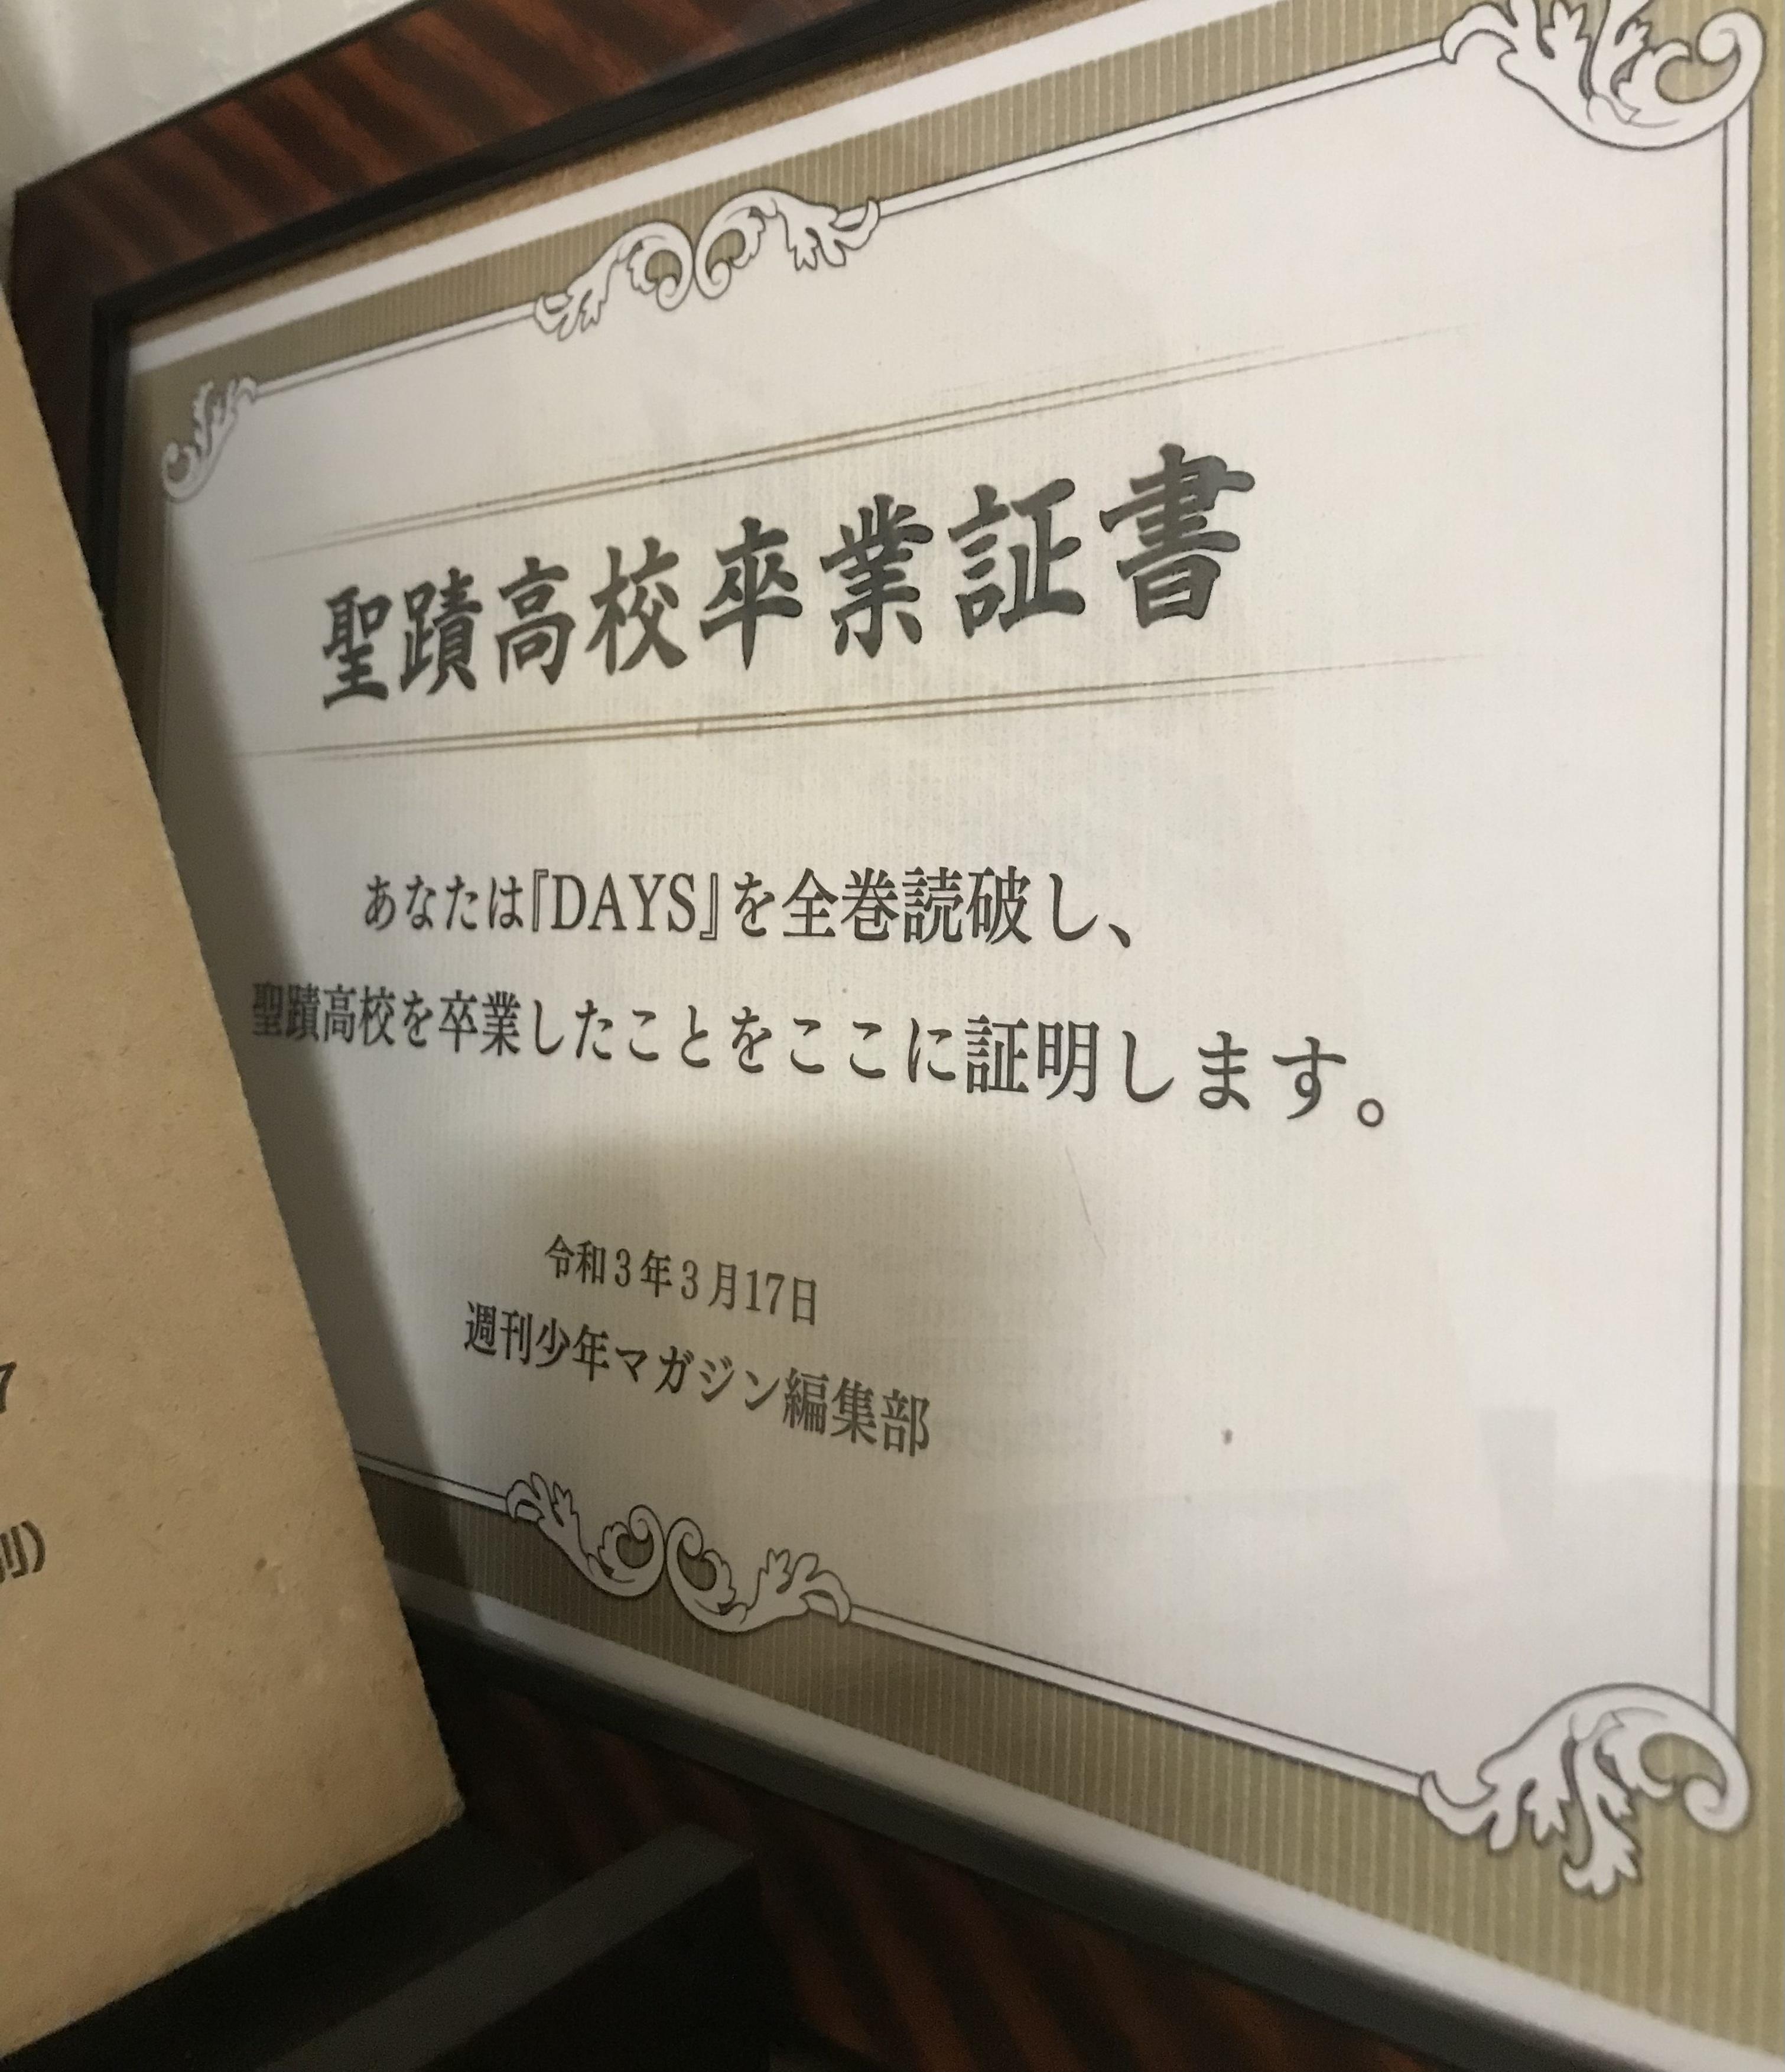 聖蹟高校卒業証書
あなたは『DAYS』を全巻読破し、
聖蹟高校を卒業したことをここに証明します。
令和3年3月17日
週刊少年マガジン編集部
7
別)